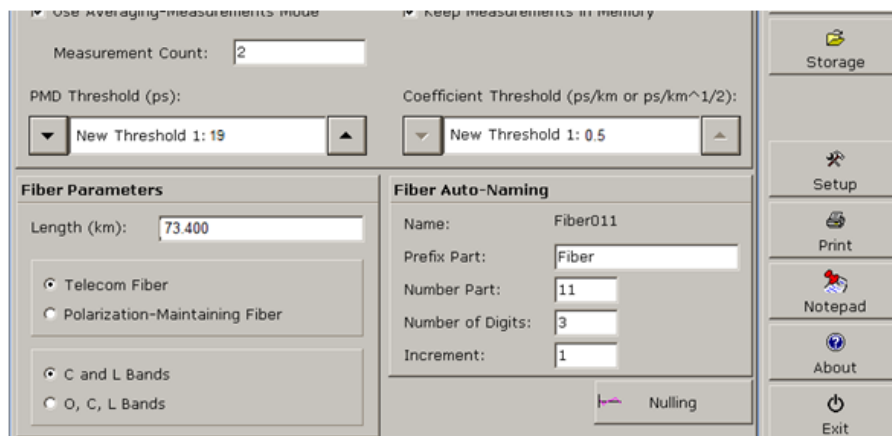 Use Averaging-Measurements Mode
Keep Measurements in Memory
Measurement Count: 2
PMD Threshold (ps):
New Threshold 1: 19
Coefficient Threshold (ps/km or ps/km^1/2):
New Threshold 1: 0.5
Fiber Parameters
Length (km): 73.400
Telecom Fiber
Polarization-Maintaining Fiber
C and L Bands
O, C, L Bands
Fiber Auto-Naming
Name: Fiber011
Prefix Part: Fiber
Number Part: 11
Number of Digits: 3
Increment: 1
Nulling
Storage
Setup
Print
Notepad
About
Exit